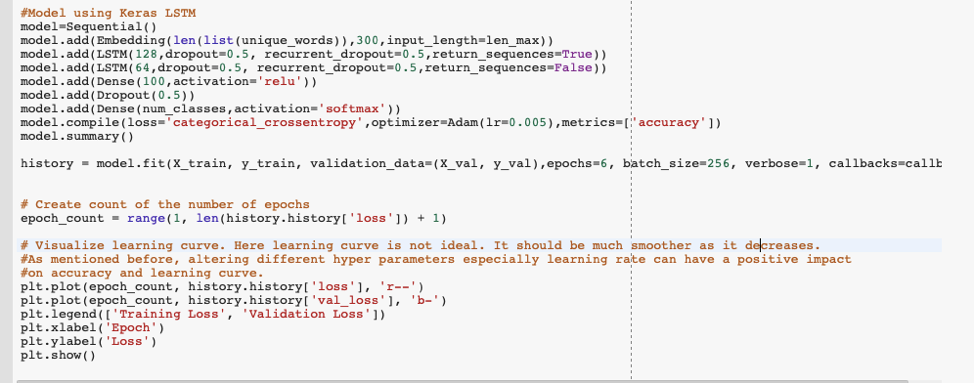 #Model using Keras LSTM
model=Sequential()
model.add(Embedding(len(list(unique_words)),300,input_length=len_max))
model.add(LSTM(128,dropout=0.5, recurrent_dropout=0.5,return_sequences=True))
model.add(LSTM(64,dropout=0.5, recurrent_dropout=0.5,return_sequences=False))
model.add(Dense(100,activation='relu'))
model.add(Dropout(0.5))
model.add(Dense(num_classes,activation='softmax'))
model.compile(loss='categorical_crossentropy',optimizer=Adam(lr=0.005),metrics=['accuracy'])
model.summary()
history = model.fit(X_train, y_train, validation_data=(X_val, y_val),epochs=6, batch_size=256, verbose=1, callbacks=callb
# Create count of the number of epochs
epoch_count = range(1, len(history.history['loss']) + 1)
# Visualize learning curve. Here learning curve is not ideal. It should be much smoother as it decreases.
#As mentioned before, altering different hyper parameters especially learning rate can have a positive impact
#on accuracy and learning curve.
plt.plot(epoch_count, history.history['loss'], 'r--')
plt.plot(epoch_count, history.history['val_loss'], 'b-')
plt.legend(['Training Loss', 'Validation Loss'])
plt.xlabel('Epoch')
plt.ylabel('Loss')
plt.show()